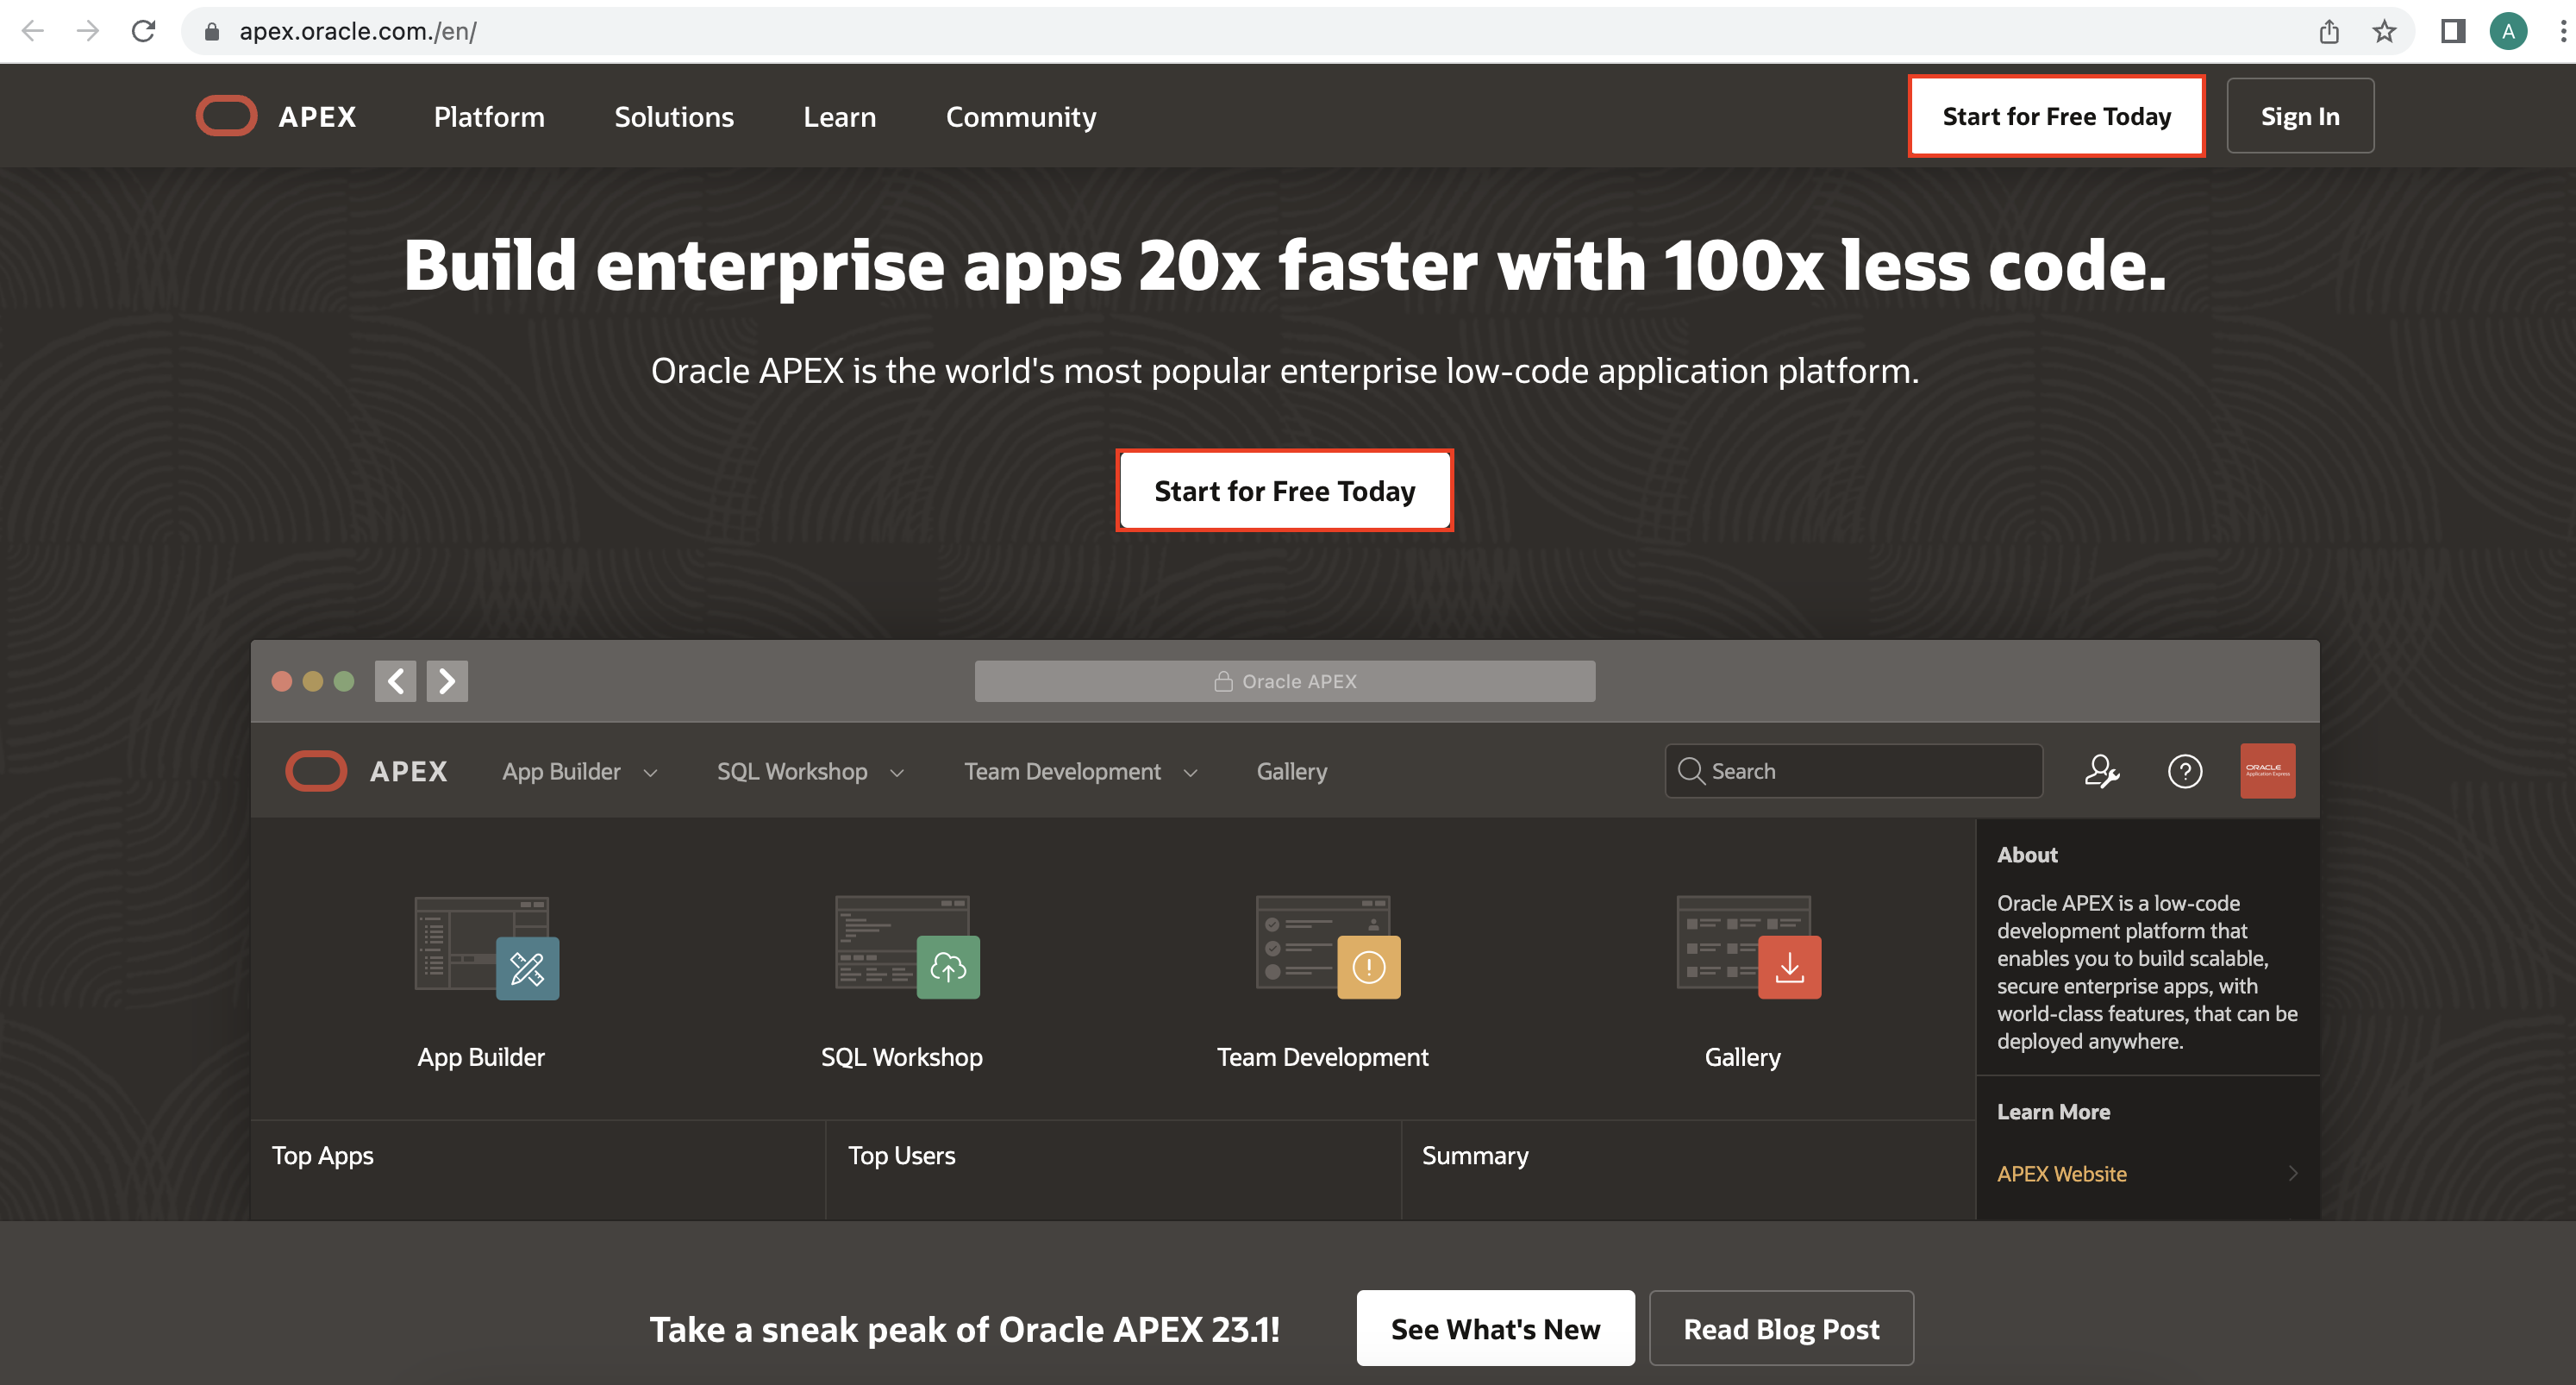 apex.oracle.com./en/
A
APEX
Platform
Solutions
Learn
Community
Start for Free Today
Sign In
Build enterprise apps 20x faster with 100x less code.
Oracle APEX is the world's most popular enterprise low-code application platform.
Start for Free Today
Oracle APEX
APEX
App Builder
SQL Workshop
Team Development
Gallery
Search
ORACLE
Application Express
App Builder
SQL Workshop
Team Development
Gallery
About
Oracle APEX is a low-code
development platform that
enables you to build scalable,
secure enterprise apps, with
world-class features, that can be
deployed anywhere.
Learn More
APEX Website
Top Apps
Top Users
Summary
Take a sneak peak of Oracle APEX 23.1!
See What's New
Read Blog Post